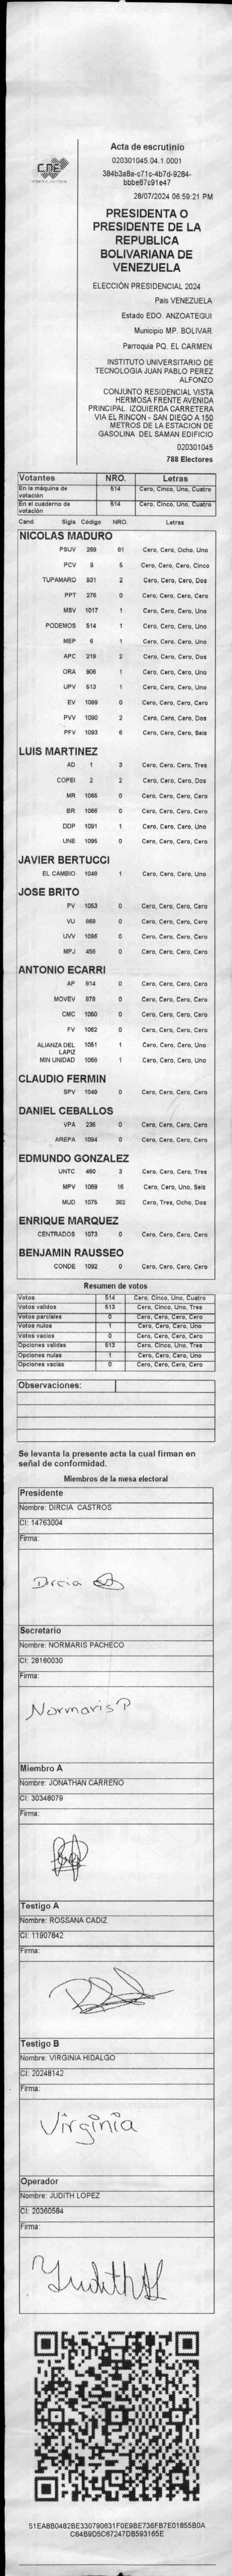 CNE
Acta de escrutinio
020301045.04.1.0001
384b3a8a-c71c-4b7d-9284-
bbbe87c91e47
28/07/2024 06:59:21 PM
PRESIDENTA O
PRESIDENTE DE LA
REPUBLICA
BOLIVARIANA DE
VENEZUELA
ELECCIÓN PRESIDENCIAL 2024
Pais VENEZUELA
Estado EDO. ANZOATEGUI
Municipio MP. BOLIVAR
Parroquia PQ. EL CARMEN
INSTITUTO UNIVERSITARIO DE
TECNOLOGIA JUAN PABLO PEREZ
ALFONZO
CONJUNTO RESIDENCIAL VISTA
HERMOSA FRENTE AVENIDA
PRINCIPAL. IZQUIERDA CARRETERA
VIA EL RINCON - SAN DIEGO A 150
METROS DE LA ESTACION DE
GASOLINA DEL SAMAN EDIFICIO
020301045
788 Electores
Votantes NRO. Letras
En la máquina de votación 514 Cero, Cinco, Uno, Cuatro
En el cuaderno de votación 514 Cero, Cinco, Uno, Cuatro
Cand. Sigla Código NRO. Letras
NICOLAS MADURO
PSUV 269 81 Cero, Cero, Ocho, Uno
PCV 9 5 Cero, Cero, Cero, Cinco
TUPAMARO 931 2 Cero, Cero, Cero, Dos
PPT 276 0 Cero, Cero, Cero, Cero
MSV 1017 1 Cero, Cero, Cero, Uno
PODEMOS 514 1 Cero, Cero, Cero, Uno
MEP 6 1 Cero, Cero, Cero, Uno
APC 219 2 Cero, Cero, Cero, Dos
ORA 906 1 Cero, Cero, Cero, Uno
UPV 513 1 Cero, Cero, Cero, Uno
EV 1089 0 Cero, Cero, Cero, Cero
PVV 1090 2 Cero, Cero, Cero, Dos
PFV 1093 6 Cero, Cero, Cero, Seis
LUIS MARTINEZ
AD 1 3 Cero, Cero, Cero, Tres
COPEI 2 2 Cero, Cero, Cero, Dos
MR 1065 0 Cero, Cero, Cero, Cero
BR 1066 0 Cero, Cero, Cero, Cero
DDP 1091 1 Cero, Cero, Cero, Uno
UNE 1095 0 Cero, Cero, Cero, Cero
JAVIER BERTUCCI
EL CAMBIO 1049 1 Cero, Cero, Cero, Uno
JOSE BRITO
PV 1053 0 Cero, Cero, Cero, Cero
VU 0 Cero, Cero, Cero, Cero
UVV 1096 0 Cero, Cero, Cero, Cero
MPJ 458 0 Cero, Cero, Cero, Cero
ANTONIO ECARRI
AP 814 0 Cero, Cero, Cero, Cero
MOVEV 978 0 Cero, Cero, Cero, Cero
CMC 1050 0 Cero, Cero, Cero, Cero
FV 1062 0 Cero, Cero, Cero, Cero
ALIANZA DEL LAPIZ 1051 1 Cero, Cero, Cero, Uno
MIN UNIDAD 1068 1 Cero, Cero, Cero, Uno
CLAUDIO FERMIN
SPV 1049 0 Cero, Cero, Cero, Cero
DANIEL CEBALLOS
VPA 236 0 Cero, Cero, Cero, Cero
AREPA 1094 0 Cero, Cero, Cero, Cero
EDMUNDO GONZALEZ
UNTC 460 3 Cero, Cero, Cero, Tres
MPV 1069 16 Cero, Cero, Uno, Seis
MUD 1075 382 Cero, Tres, Ocho, Dos
ENRIQUE MARQUEZ
CENTRADOS 1073 0 Cero, Cero, Cero, Cero
BENJAMIN RAUSSEO
CONDE 1092 0 Cero, Cero, Cero, Cero
Resumen de votos
Votos 514 Cero, Cinco, Uno, Cuatro
Votos validos 513 Cero, Cinco, Uno, Tres
Votos parciales 0 Cero, Cero, Cero, Cero
Votos nulos 1 Cero, Cero, Cero, Uno
Votos vacios 0 Cero, Cero, Cero, Cero
Opciones validas 513 Cero, Cinco, Uno, Tres
Opciones nulas 1 Cero, Cero, Cero, Uno
Opciones vacias 0 Cero, Cero, Cero, Cero
Observaciones:
Se levanta la presente acta la cual firman en
señal de conformidad.
Miembros de la mesa electoral
Presidente
Nombre: DIRCIA CASTROS
CI: 14763004
Firma:
Dircia
Secretario
Nombre: NORMARIS PACHECO
CI: 28160030
Firma:
Normaris P
Miembro A
Nombre: JONATHAN CARREÑO
CI: 30348079
Firma:
Testigo A
Nombre: ROSSANA CADIZ
CI: 11907842
Firma:
Testigo B
Nombre: VIRGINIA HIDALGO
CI: 20248142
Firma:
Virginia
Operador
Nombre: JUDITH LOPEZ
CI: 20360584
Firma:
Judith
51EA8B0482BE330790631F0E9BE736FB7E01855B0A
C64B9D5C67247DB593165E